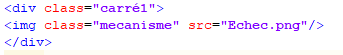 <div class="carré1">
<img class="mecanisme" src="Echec.png"/>
</div>